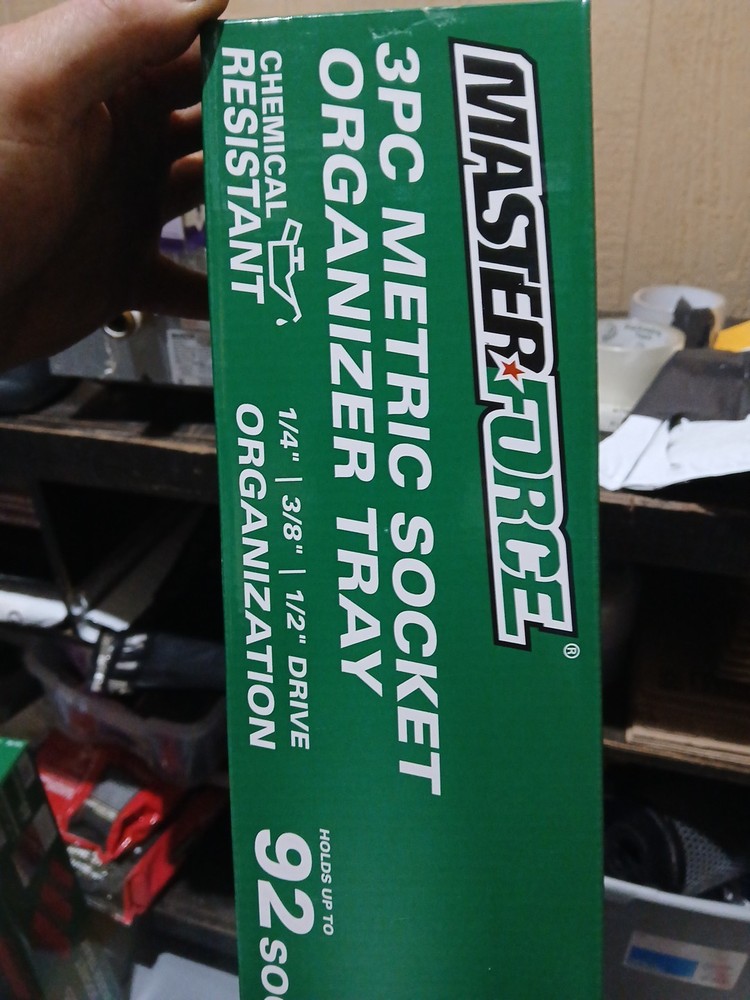 MASTERFORCE®
3PC METRIC SOCKET
ORGANIZER TRAY
CHEMICAL
RESISTANT
1/4" | 3/8" | 1/2" DRIVE
ORGANIZATION
HOLDS UP TO
92 SOC